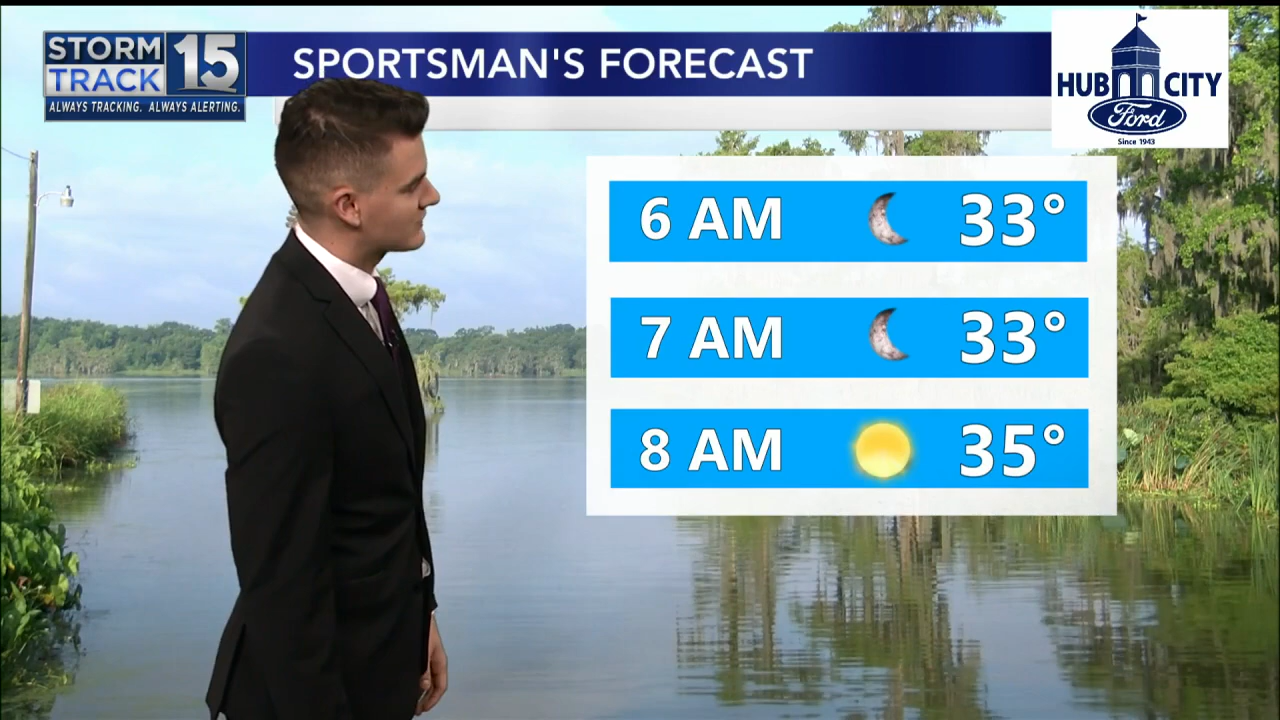 STORM
TRACK 15
ALWAYS TRACKING. ALWAYS ALERTING.
SPORTSMAN'S FORECAST
HUB CITY
Ford
Since 1943
6 AM 33°
7 AM 33°
8 AM 35°